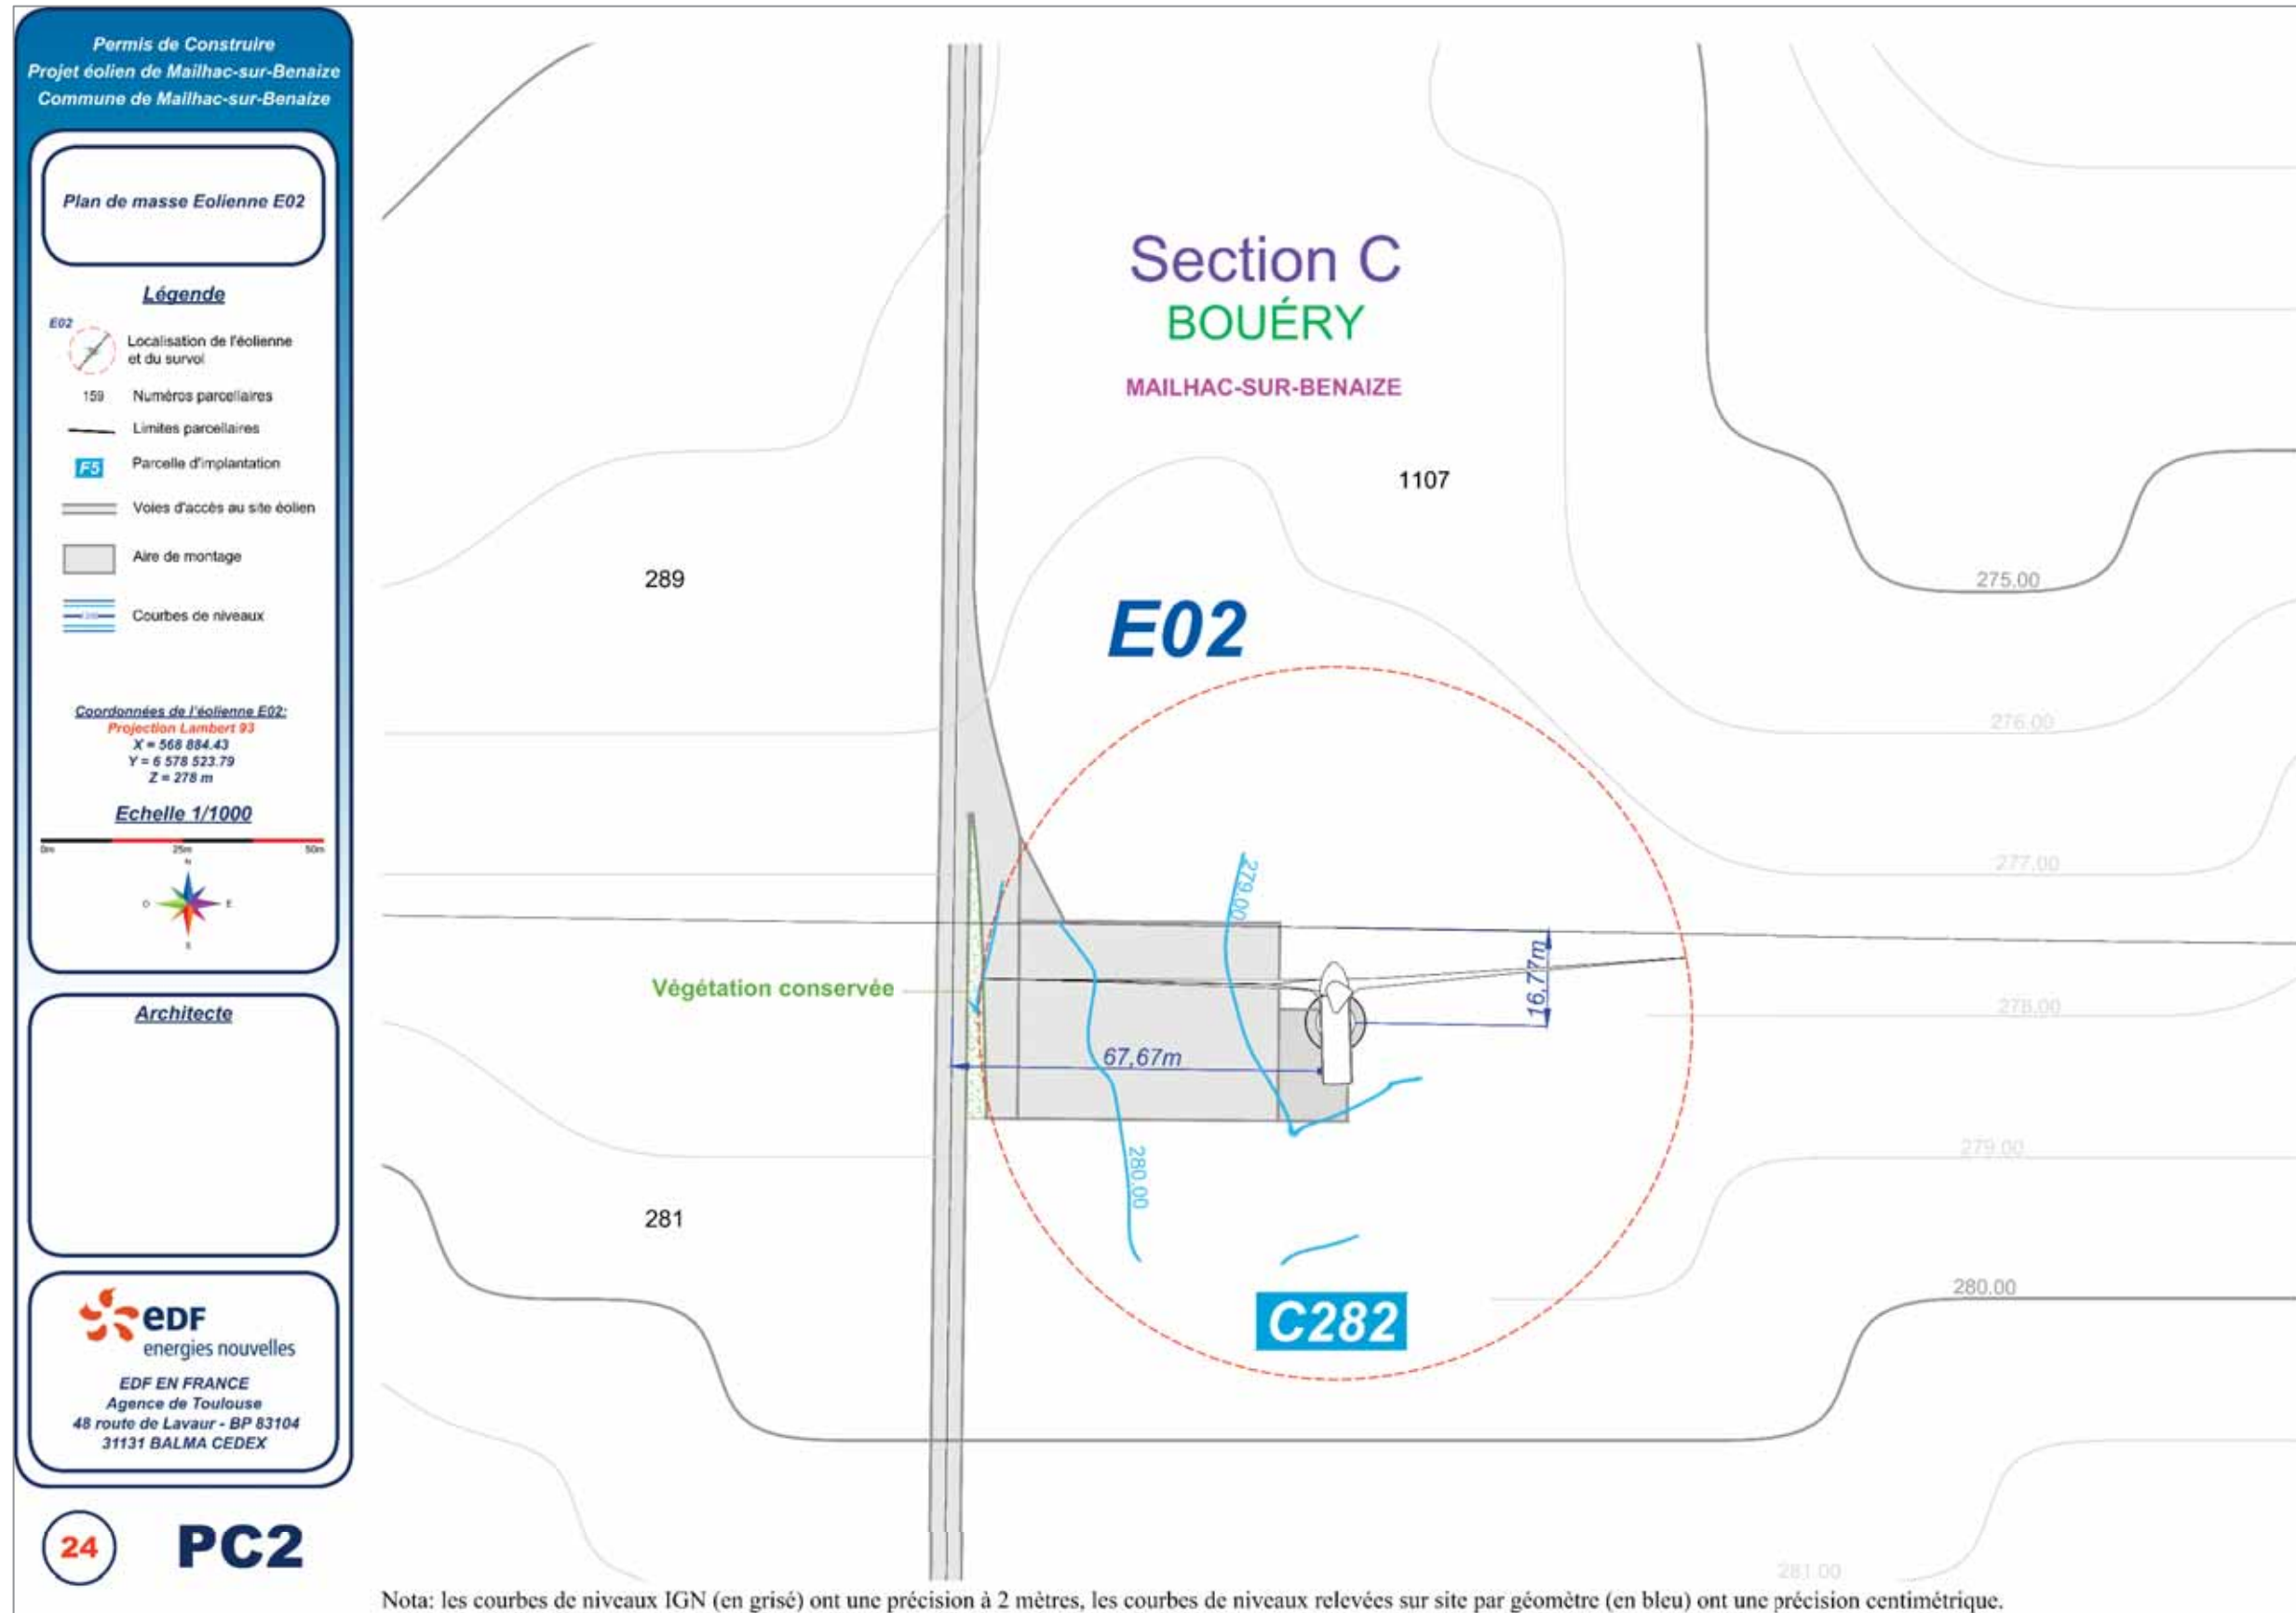 Permis de Construire
Projet éolien de Mailhac-sur-Benaize
Commune de Mailhac-sur-Benaize
Plan de masse Eolienne E02
Légende
E02
Localisation de l'éolienne
et du survol
159 Numéros parcellaires
Limites parcellaires
F5 Parcelle d'implantation
Voies d'accès au site éolien
Aire de montage
Courbes de niveaux
Coordonnées de l'éolienne E02:
Projection Lambert 93
X = 568 884.43
Y = 6 578 523.79
Z = 278 m
Echelle 1/1000
0m 25m 50m
N
O E
S
Architecte
eDF
energies nouvelles
EDF EN FRANCE
Agence de Toulouse
48 route de Lavaur - BP 83104
31131 BALMA CEDEX
24 PC2
Section C
BOUÉRY
MAILHAC-SUR-BENAIZE
1107
289
275,00
E02
276,00
277,00
279.00
16,77m
Végétation conservée
278,00
67,67m
279,00
280.00
281
280,00
C282
281,00
Nota: les courbes de niveaux IGN (en grisé) ont une précision à 2 mètres, les courbes de niveaux relevées sur site par géomètre (en bleu) ont une précision centimétrique.